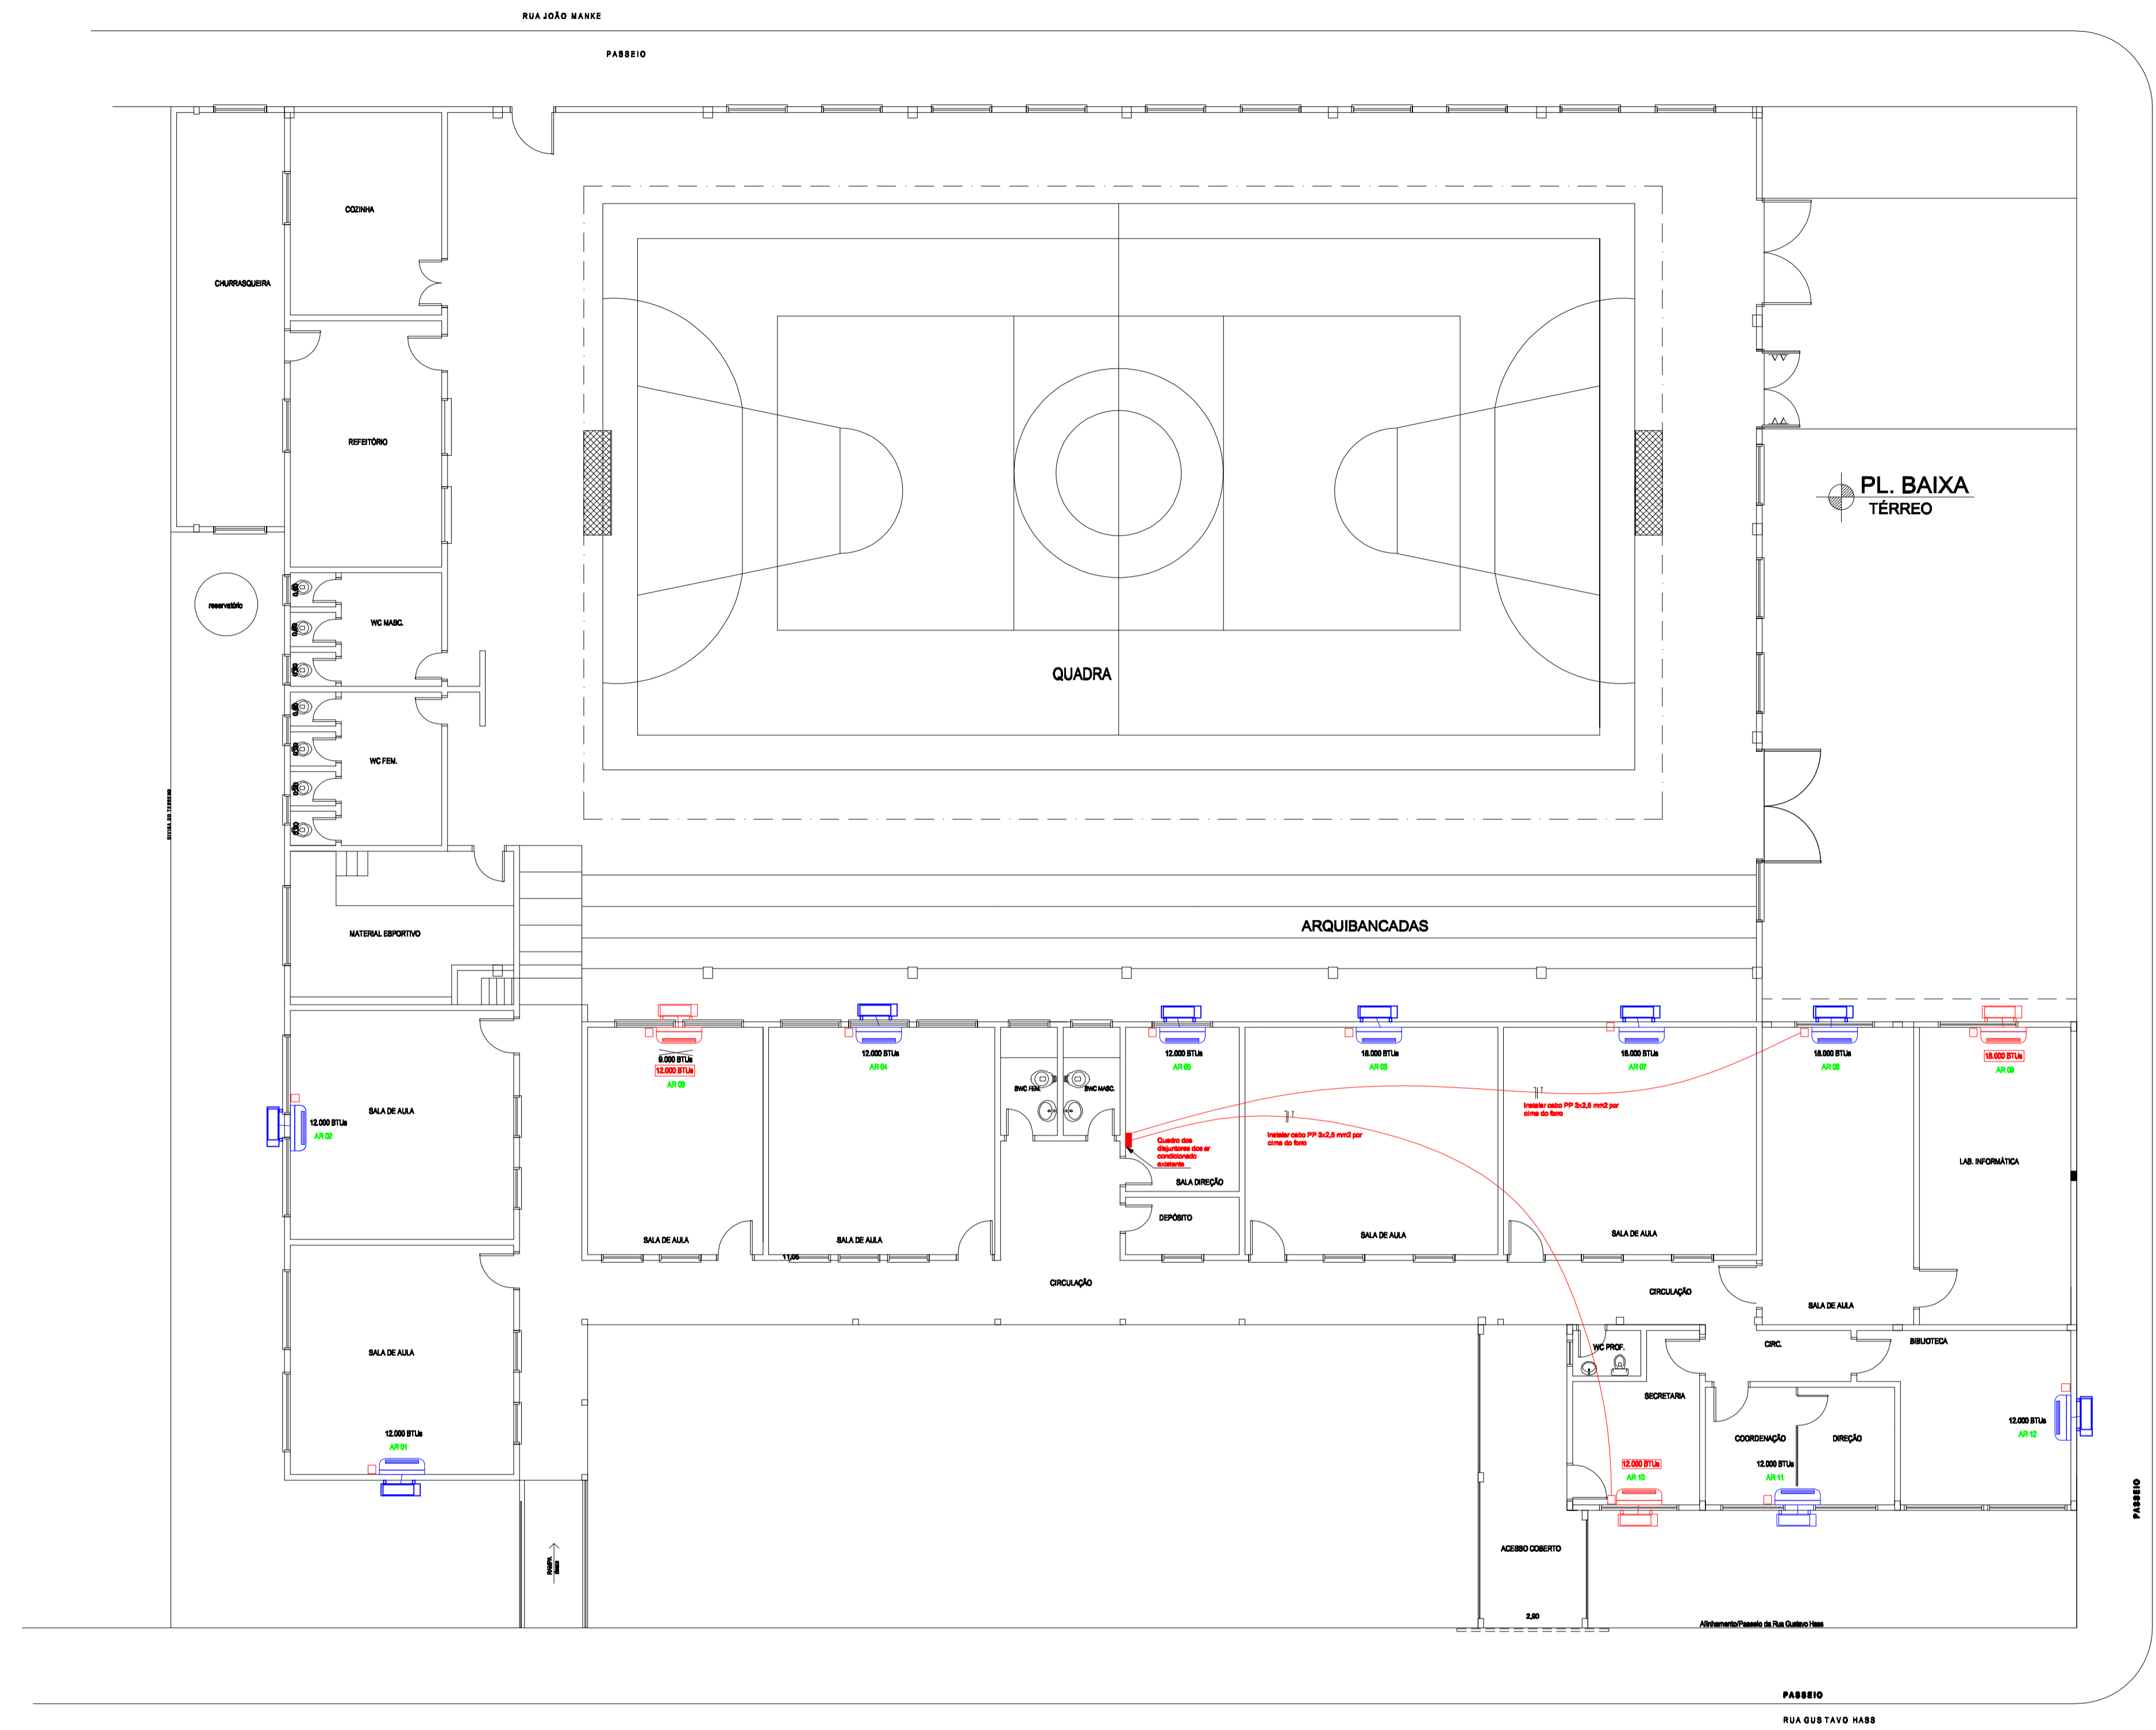 RUA JOÃO MANKE
PASSEIO
COZINHA
CHURRASQUEIRA
REFEITÓRIO
PL. BAIXA
TÉRREO
reservatório
WC MASC.
QUADRA
WC FEM.
DIVISA DO TERRENO
ARQUIBANCADAS
MATERIAL ESPORTIVO
9.000 BTUs
12.000 BTUs
AR 03
12.000 BTUs
AR 04
12.000 BTUs
AR 05
18.000 BTUs
18.000 BTUs
AR 07
18.000 BTUs
18.000 BTUs
AR 09
BWC FEM.
BWC MASC.
SALA DE AULA
12.000 BTUs
AR 02
Instalar cabo PP 3x2,5 mm2 por
cima do forro
Instalar cabo PP 3x2,5 mm2 por
cima do forro
Quadro dos
disjuntores dos ar
condicionado
existente
LAB. INFORMÁTICA
SALA DIREÇÃO
DEPÓSITO
SALA DE AULA
SALA DE AULA
SALA DE AULA
SALA DE AULA
11,05
CIRCULAÇÃO
CIRCULAÇÃO
SALA DE AULA
SALA DE AULA
WC PROF.
CIRC.
BIBLIOTECA
SECRETARIA
12.000 BTUs
AR 01
COORDENAÇÃO
DIREÇÃO
12.000 BTUs
AR 12
12.000 BTUs
AR 10
12.000 BTUs
AR 11
PASSEIO
ACESSO COBERTO
RAMPA
2,90
Alinhamento/Passeio da Rua Gustavo Hass
PASSEIO
RUA GUSTAVO HASS